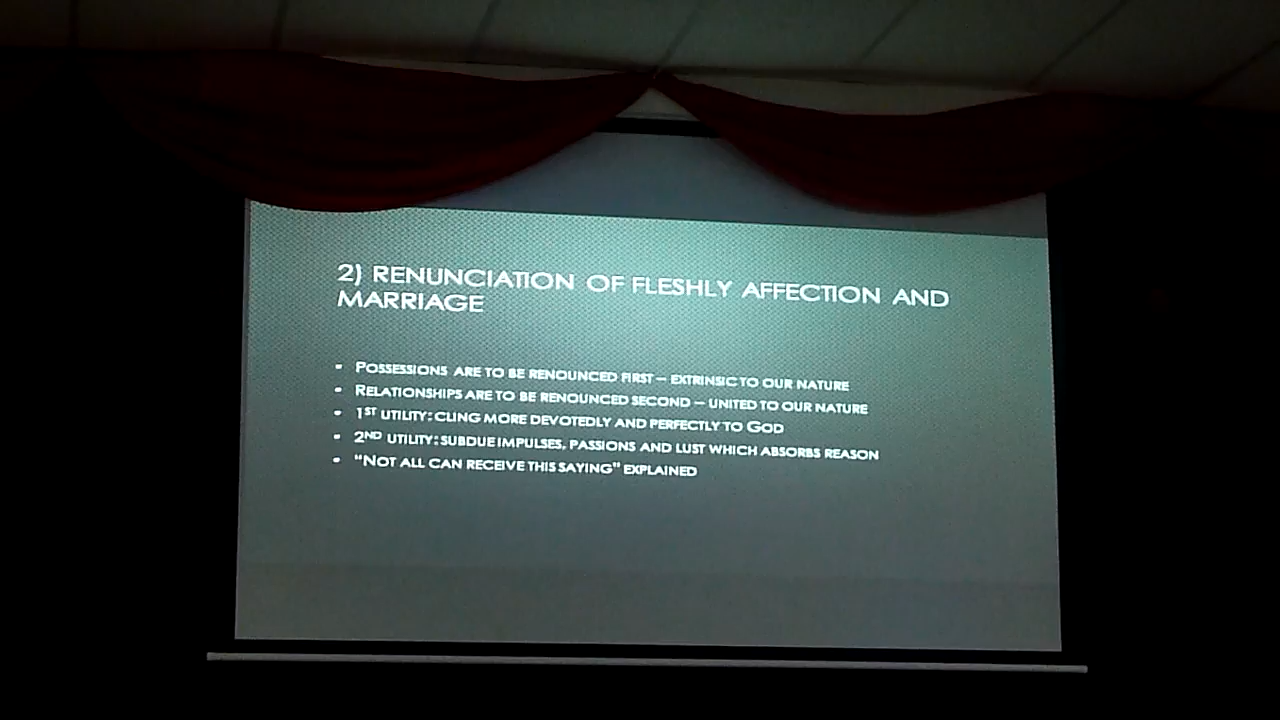 2) RENUNCIATION OF FLESHLY AFFECTION AND
MARRIAGE
▪ POSSESSIONS ARE TO BE RENOUNCED FIRST – EXTRINSIC TO OUR NATURE
▪ RELATIONSHIPS ARE TO BE RENOUNCED SECOND – UNITED TO OUR NATURE
▪ 1ST UTILITY: CLING MORE DEVOTEDLY AND PERFECTLY TO GOD
▪ 2ND UTILITY: SUBDUE IMPULSES, PASSIONS AND LUST WHICH ABSORBS REASON
▪ "NOT ALL CAN RECEIVE THIS SAYING" EXPLAINED